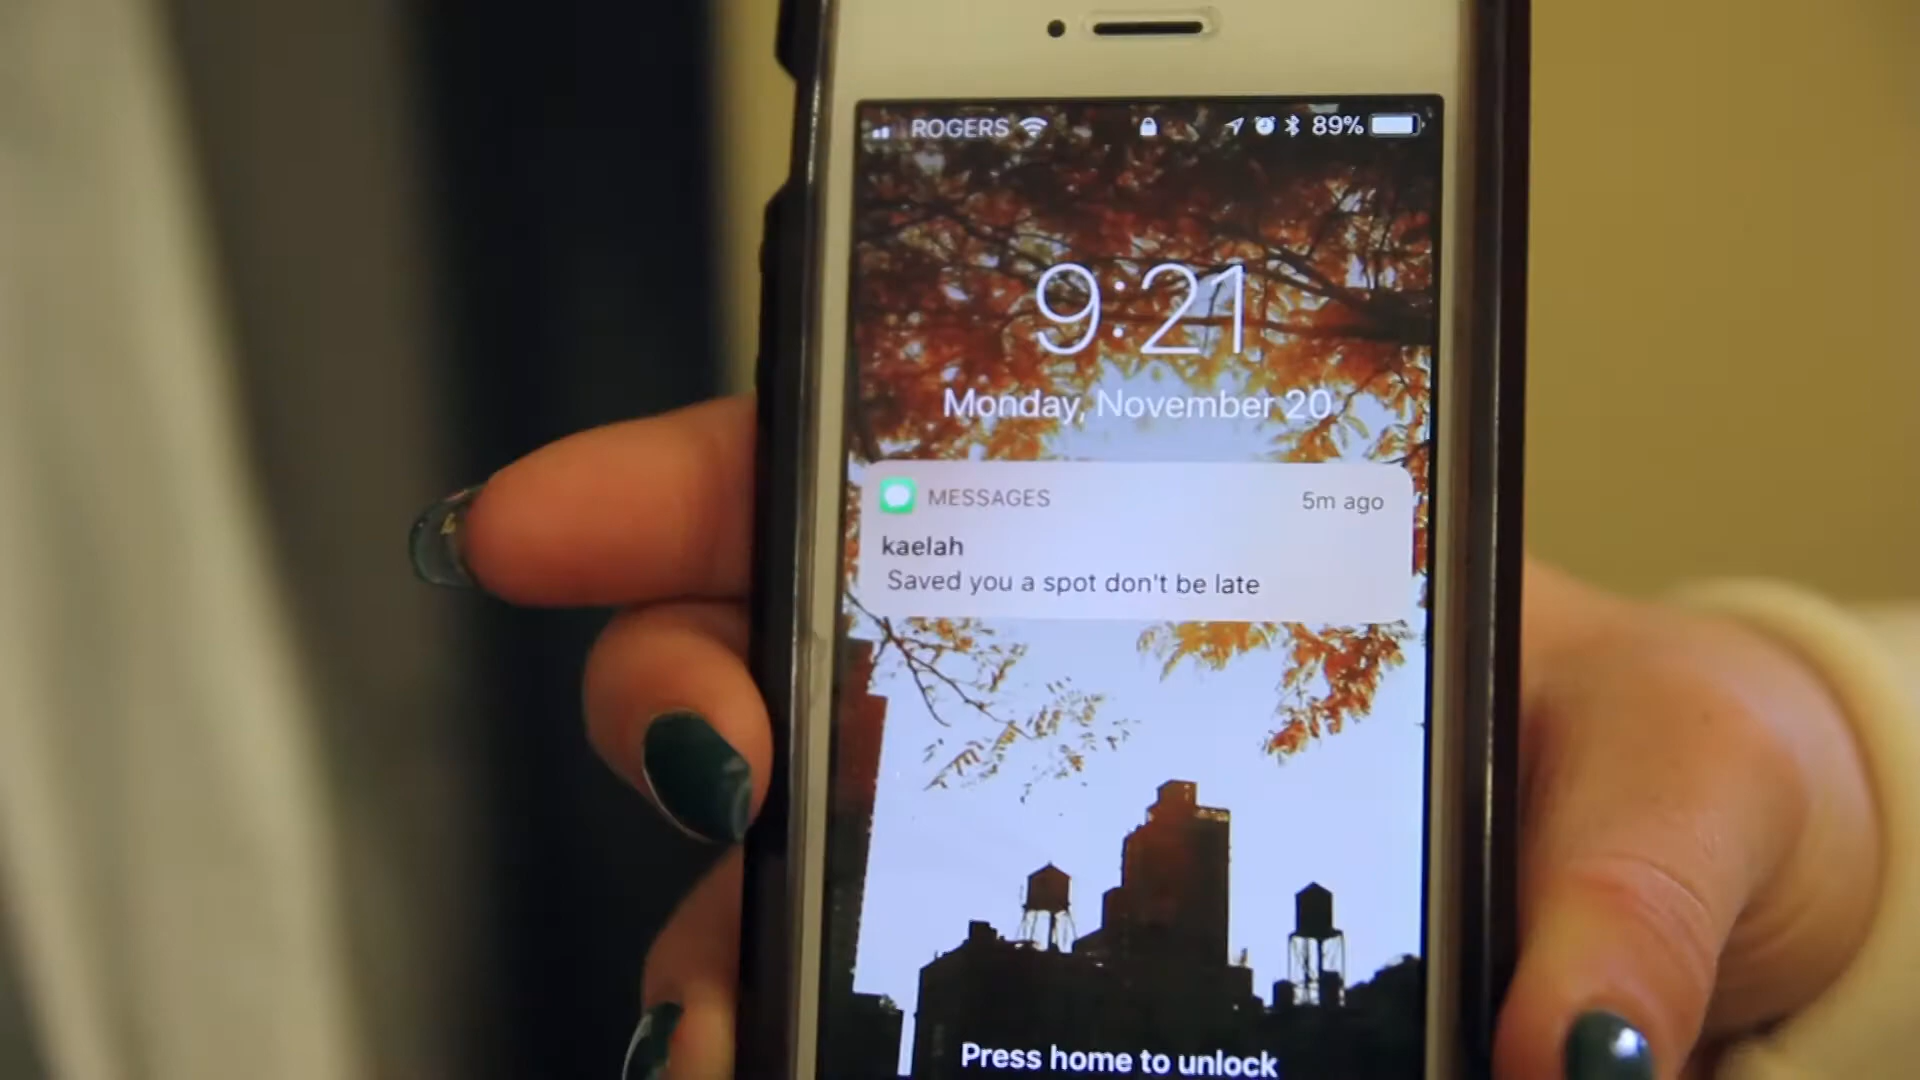 ROGERS 89%
9:21
Monday, November 20
MESSAGES 5m ago
kaelah
Saved you a spot don't be late
Press home to unlock